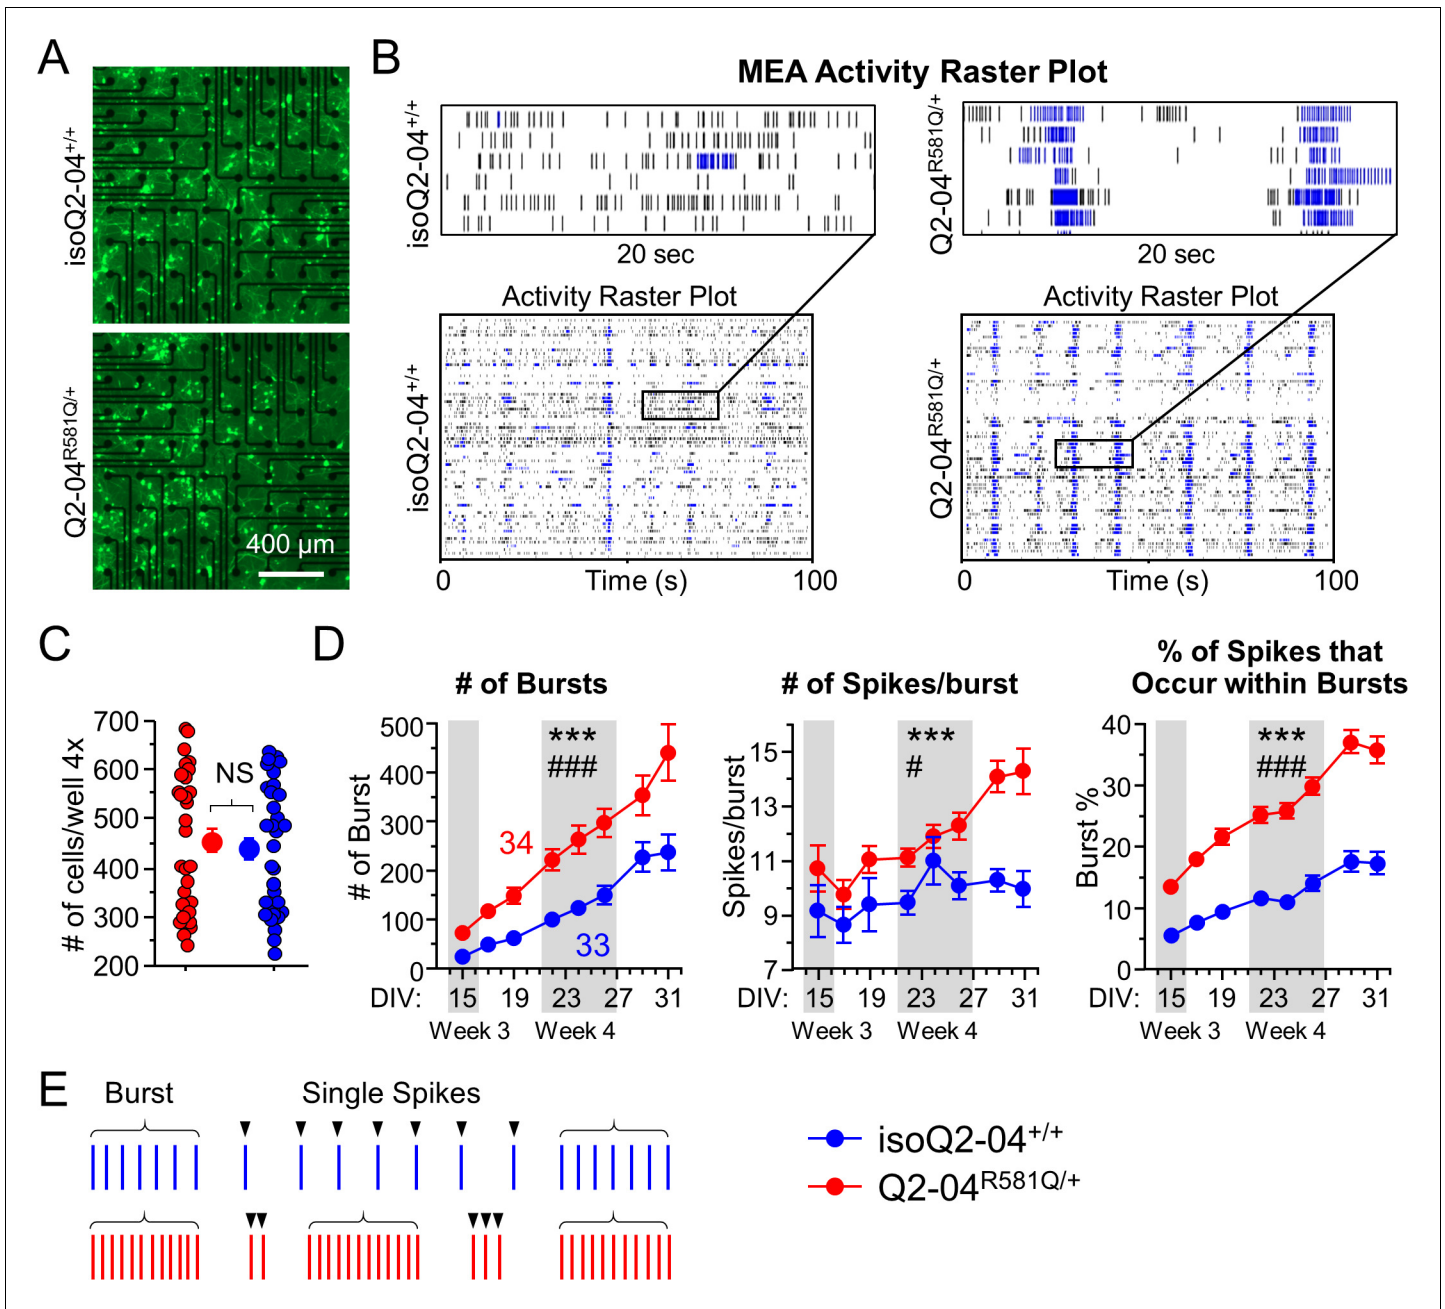 A
isoQ2-04+/+
Q2-04R581Q/+
400 µm
B
MEA Activity Raster Plot
isoQ2-04+/+
20 sec
Q2-04R581Q/+
20 sec
Activity Raster Plot
isoQ2-04+/+
0 Time (s) 100
Activity Raster Plot
Q2-04R581Q/+
0 Time (s) 100
C
# of cells/well 4x
700
600
500
400
300
200
NS
D
# of Bursts
# of Burst
500
400
300
200
100
0
***
###
34
33
DIV: 15 19 23 27 31
Week 3 Week 4
# of Spikes/burst
Spikes/burst
15
13
11
9
7
***
#
DIV: 15 19 23 27 31
Week 3 Week 4
% of Spikes that
Occur within Bursts
Burst %
40
30
20
10
0
***
###
DIV: 15 19 23 27 31
Week 3 Week 4
E
Burst Single Spikes
isoQ2-04+/+
Q2-04R581Q/+